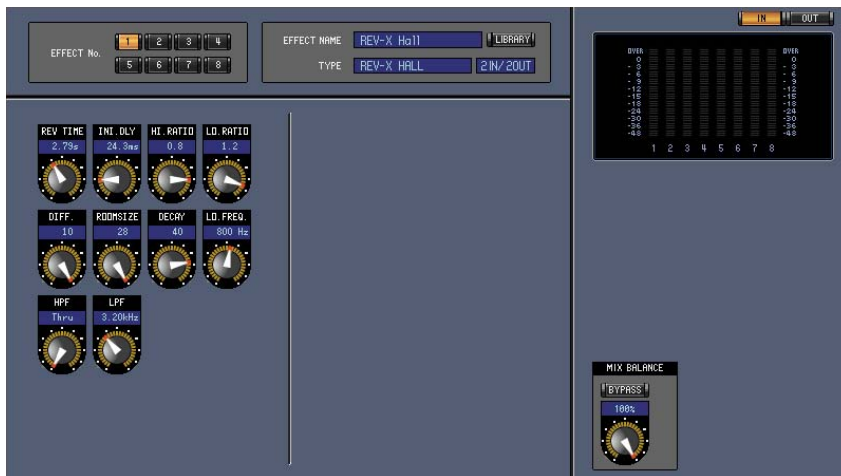 IN OUT
EFFECT No.
1 2 3 4
5 6 7 8
EFFECT NAME REV-X Hall LIBRARY
TYPE REV-X HALL 2IN/2OUT
OVER OVER
0 0
- 3 - 3
- 6 - 6
- 9 - 9
-12 -12
-15 -15
-18 -18
-24 -24
-30 -30
-36 -36
-48 -48
1 2 3 4 5 6 7 8
REV TIME INI.DLY HI.RATIO LO.RATIO
2.79s 24.3ms 0.8 1.2
DIFF. ROOMSIZE DECAY LO.FREQ.
10 28 40 800 Hz
HPF LPF
Thru 3.20kHz
MIX BALANCE
BYPASS
100%